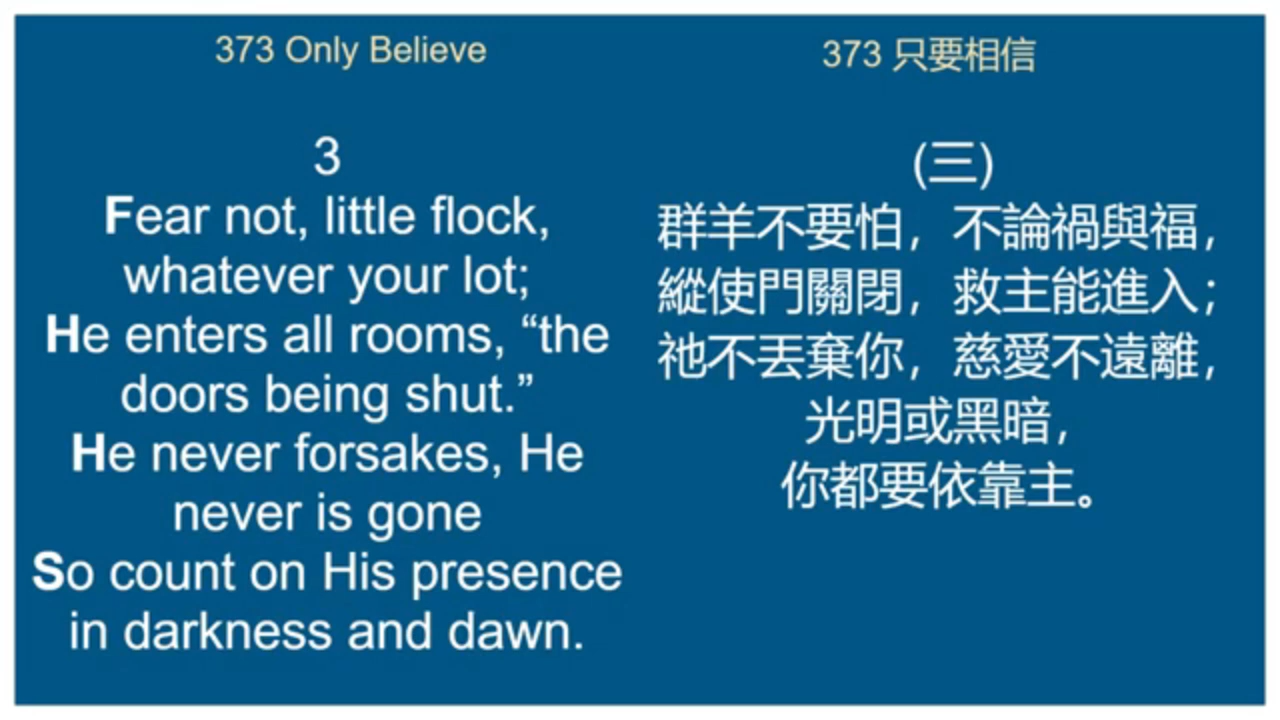 373 Only Believe
3
Fear not, little flock,
whatever your lot;
He enters all rooms, “the
doors being shut.”
He never forsakes, He
never is gone
So count on His presence
in darkness and dawn.
373 只要相信
(三)
群羊不要怕，不論禍與福，
縱使門關閉，救主能進入；
祂不丟棄你，慈愛不遠離，
光明或黑暗，
你都要依靠主。